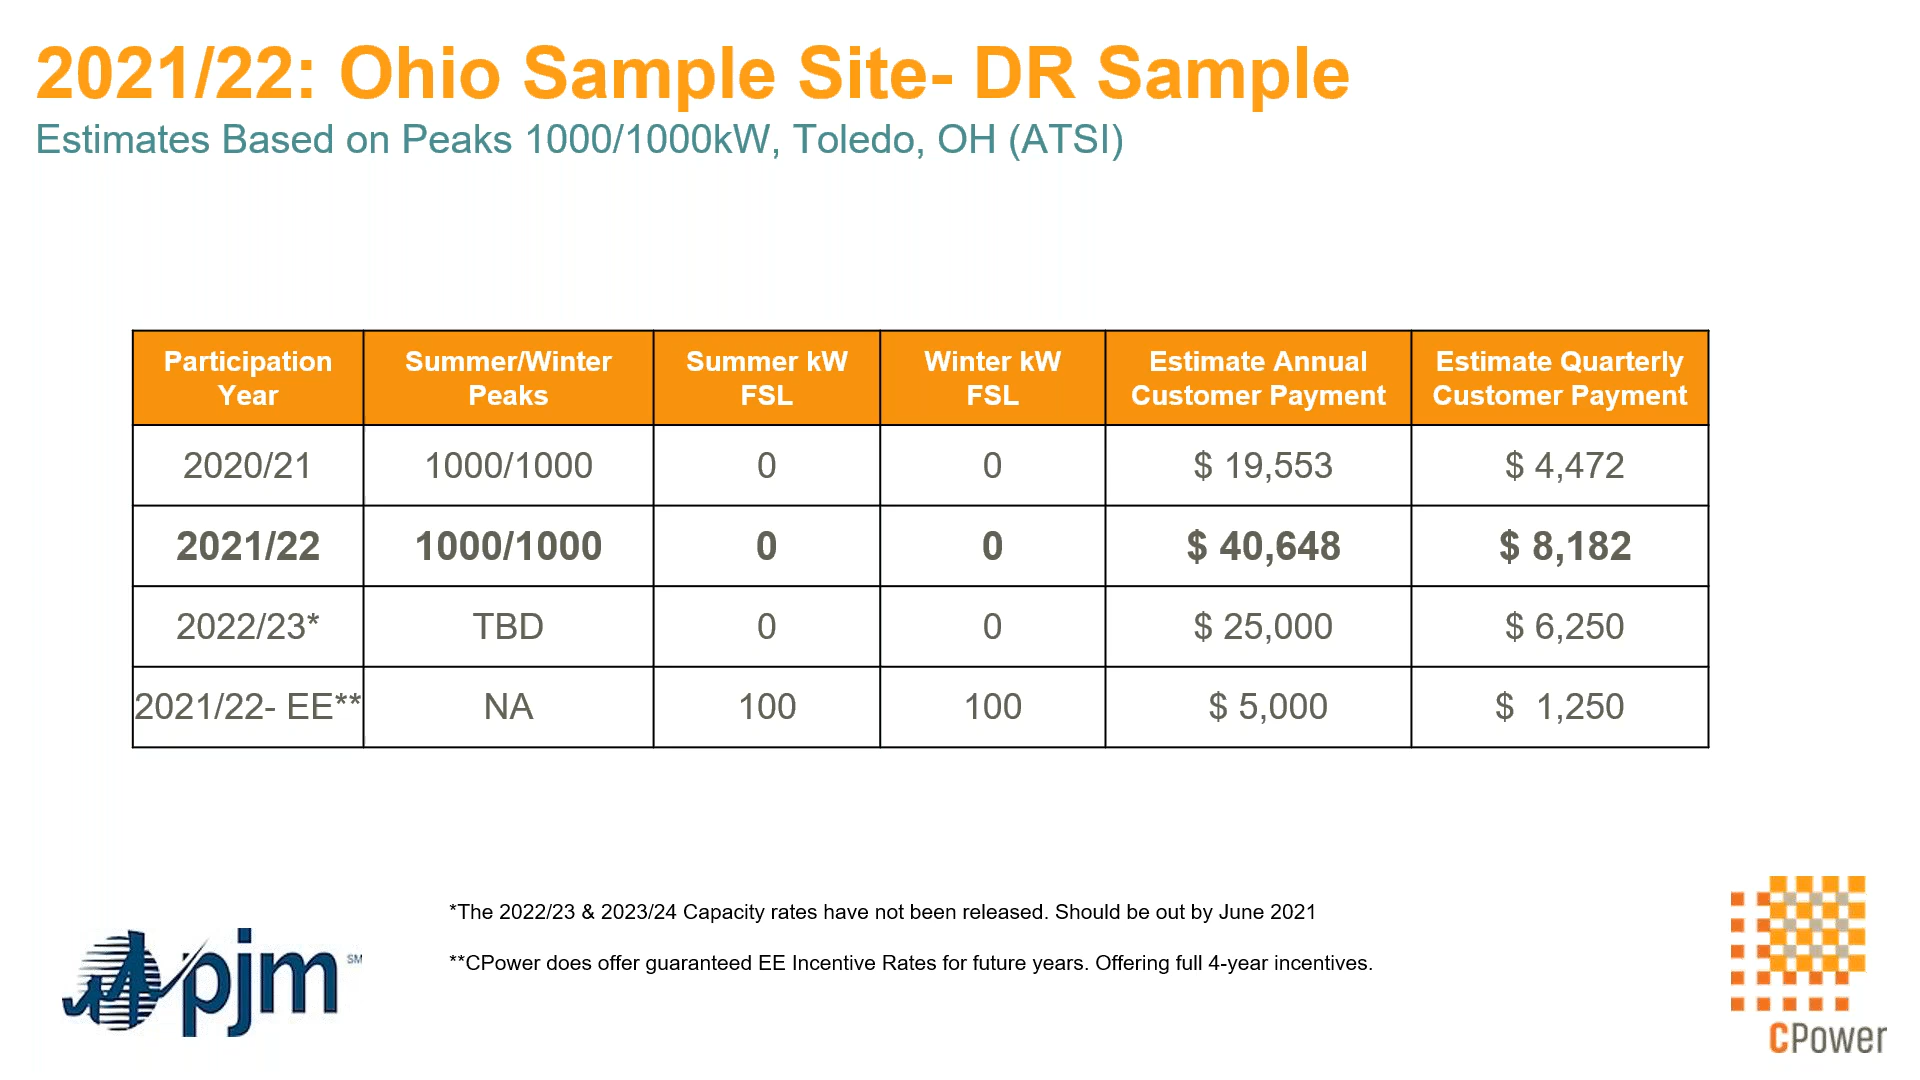 2021/22: Ohio Sample Site- DR Sample
Estimates Based on Peaks 1000/1000kW, Toledo, OH (ATSI)
Participation Year Summer/Winter Peaks Summer kW FSL Winter kW FSL Estimate Annual Customer Payment Estimate Quarterly Customer Payment
2020/21 1000/1000 0 0 $ 19,553 $ 4,472
2021/22 1000/1000 0 0 $ 40,648 $ 8,182
2022/23* TBD 0 0 $ 25,000 $ 6,250
2021/22- EE** NA 100 100 $ 5,000 $ 1,250
*The 2022/23 & 2023/24 Capacity rates have not been released. Should be out by June 2021
**CPower does offer guaranteed EE Incentive Rates for future years. Offering full 4-year incentives.
pjm SM
CPower